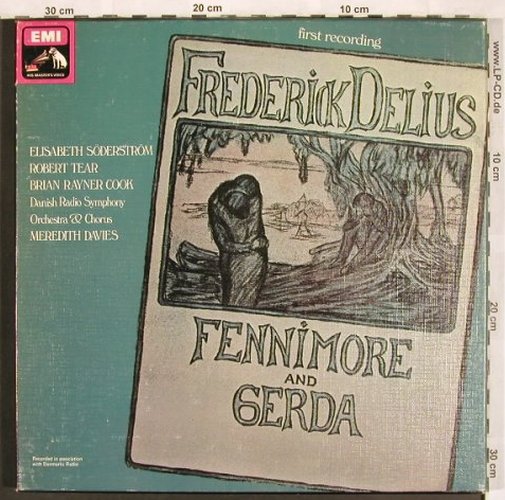 30 cm
20 cm
10 cm
www.LP-CD.de
10 cm
20 cm
30 cm
EMI
HIS MASTER'S VOICE
first recording
FREDERICK DELIUS
ELISABETH SÖDERSTRÖM
ROBERT TEAR
BRIAN RAYNER COOK
Danish Radio Symphony
Orchestra & Chorus
MEREDITH DAVIES
FENNIMORE
AND
GERDA
Recorded in association
with Danmarks Radio